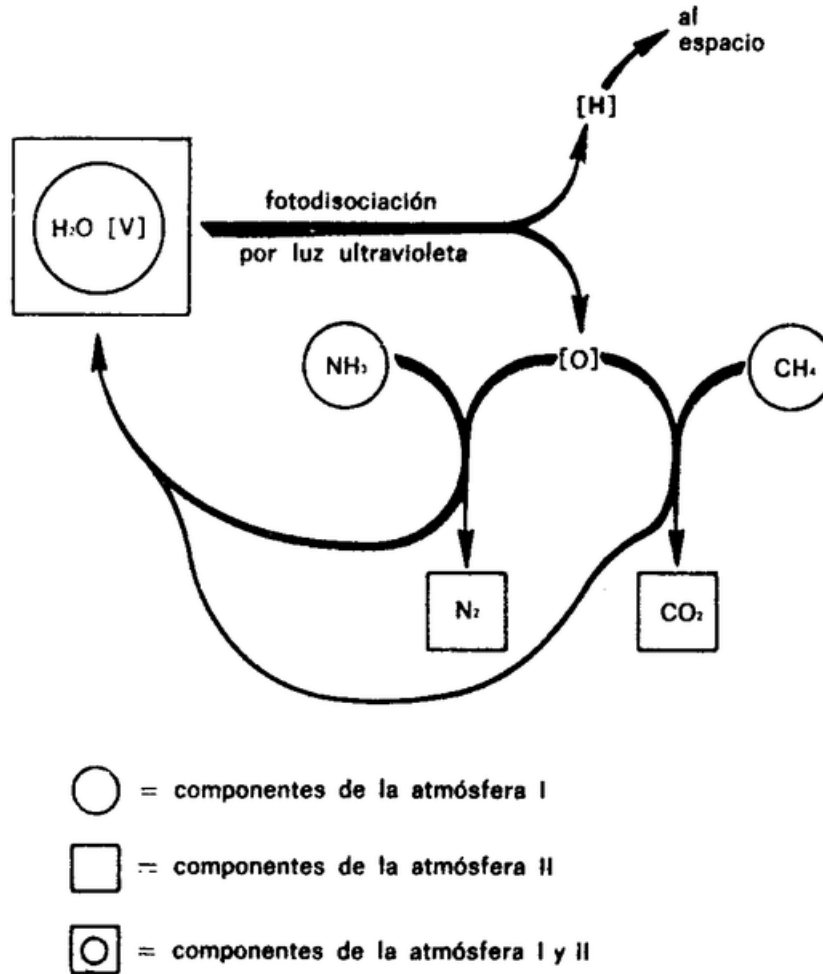 al
espacio
[H]
H₂O [V]
fotodisociación
por luz ultravioleta
NH₃
[O]
CH₄
N₂
CO₂
= componentes de la atmósfera I
= componentes de la atmósfera II
= componentes de la atmósfera I y II